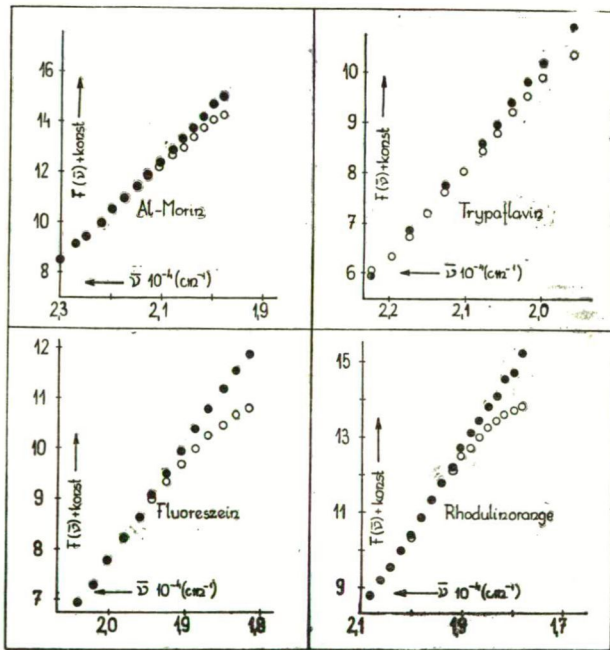 16
14
12
10
8
F(ν̄)+konst
Al-Morin
ν̄ 10⁻⁴(cm⁻¹)
2,3
2,1
1,9
10
9
8
7
6
F(ν̄)+konst
Trypaflavin
ν̄ 10⁻⁴(cm⁻¹)
2,2
2,1
2,0
12
11
10
9
8
7
F(ν̄)+konst
Fluoreszein
ν̄ 10⁻⁴(cm⁻¹)
2,0
1,9
1,8
15
13
11
9
F(ν̄)+konst
Rhodulinorange
ν̄ 10⁻⁴(cm⁻¹)
2,1
1,9
1,7